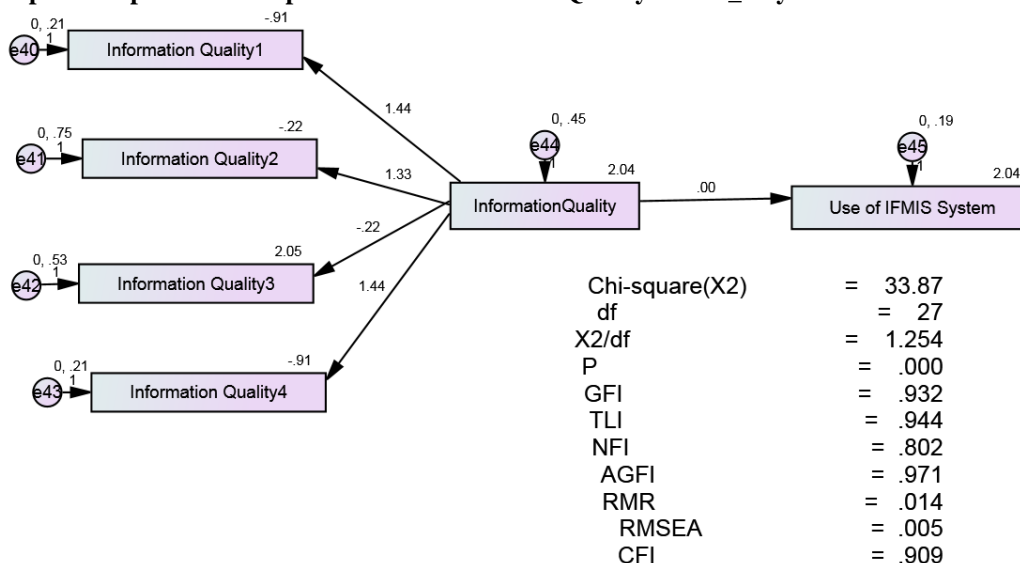 0, .21
-.91
e40
1
Information Quality1
1.44
0, .75
-.22
e41
1
Information Quality2
1.33
0, .45
e44
1
2.04
InformationQuality
.00
0, .19
e45
1
2.04
Use of IFMIS System
-.22
0, .53
2.05
e42
1
Information Quality3
1.44
0, .21
-.91
e43
1
Information Quality4
Chi-square(X2) = 33.87
df = 27
X2/df = 1.254
P = .000
GFI = .932
TLI = .944
NFI = .802
AGFI = .971
RMR = .014
RMSEA = .005
CFI = .909